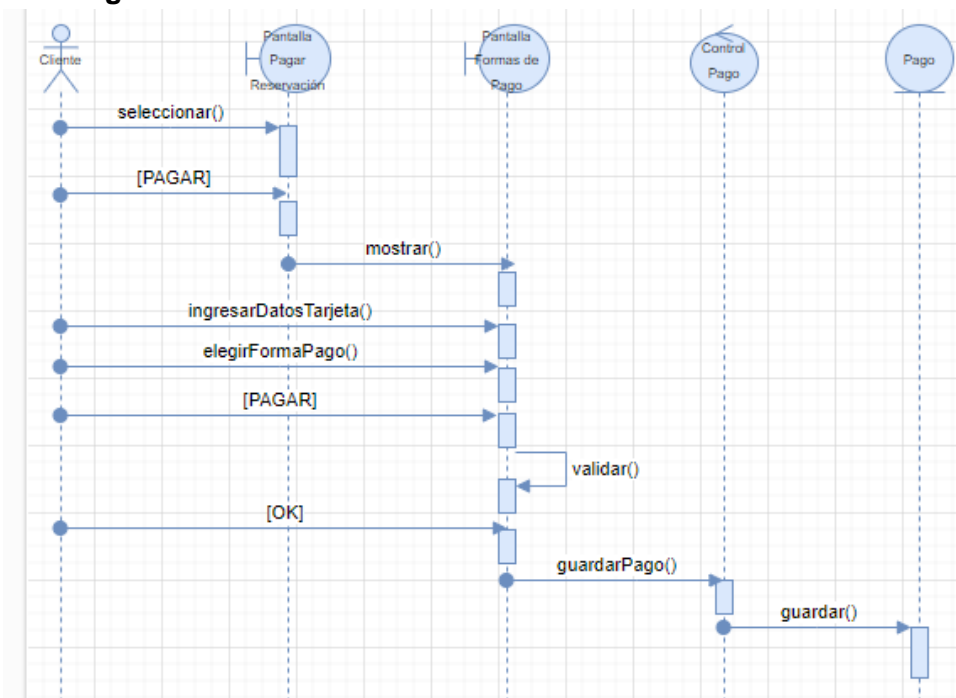 Pantalla
Pagar
Reservación
Pantalla
Formas de
Pago
Control
Pago
Pago
Cliente
seleccionar()
[PAGAR]
mostrar()
ingresarDatosTarjeta()
elegirFormaPago()
[PAGAR]
validar()
[OK]
guardarPago()
guardar()